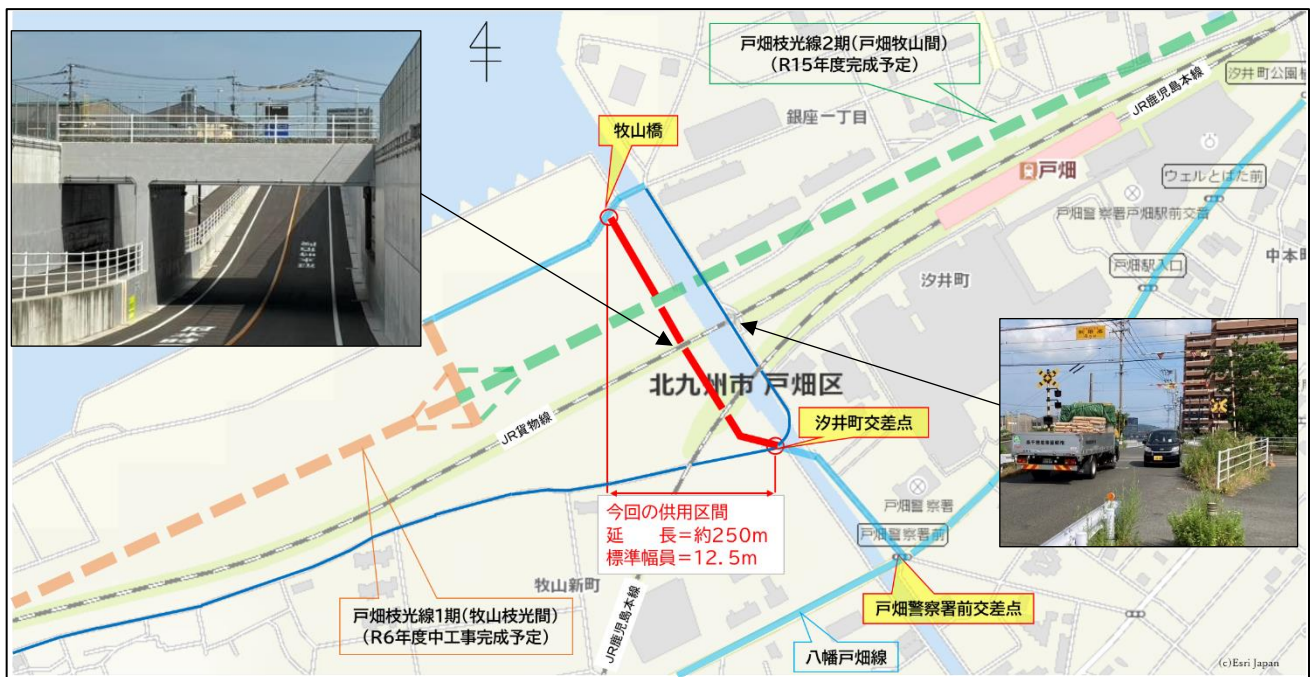 戸畑枝光線2期(戸畑牧山間)
(R15年度完成予定)
JR鹿児島本線
汐井町公園
牧山橋
銀座一丁目
戸畑
ウェルとばた前
戸畑警察署戸畑駅前交番
戸畑駅入口
中本町
汐井町
北九州市 戸畑区
JR貨物線
汐井町交差点
今回の供用区間
延 長=約250m
標準幅員=12.5m
戸畑警察署
戸畑警察署前
牧山新町
JR鹿児島本線
戸畑枝光線1期(牧山枝光間)
(R6年度中工事完成予定)
戸畑警察署前交差点
八幡戸畑線
(c)Esri Japan